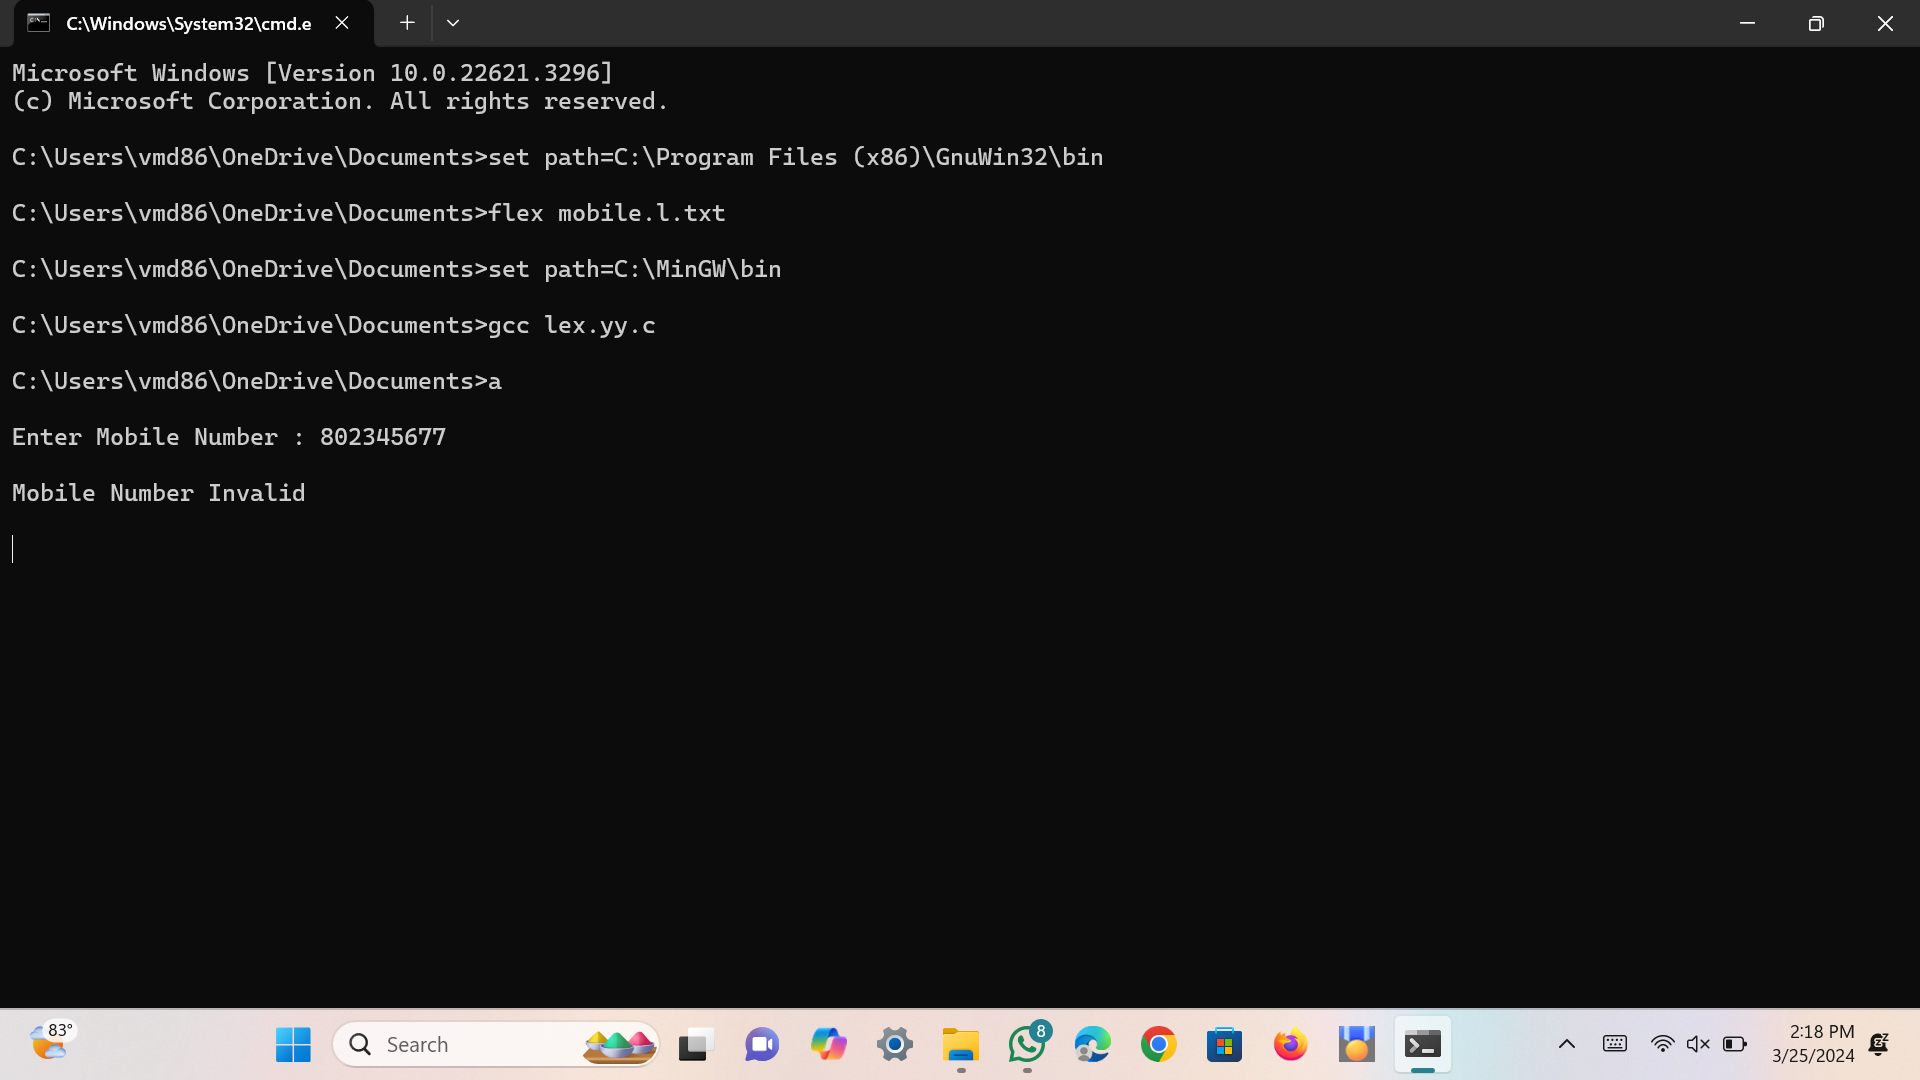 C:\Windows\System32\cmd.e
Microsoft Windows [Version 10.0.22621.3296]
(c) Microsoft Corporation. All rights reserved.
C:\Users\vmd86\OneDrive\Documents>set path=C:\Program Files (x86)\GnuWin32\bin
C:\Users\vmd86\OneDrive\Documents>flex mobile.l.txt
C:\Users\vmd86\OneDrive\Documents>set path=C:\MinGW\bin
C:\Users\vmd86\OneDrive\Documents>gcc lex.yy.c
C:\Users\vmd86\OneDrive\Documents>a
Enter Mobile Number : 802345677
Mobile Number Invalid
83°
Search
8
2:18 PM
3/25/2024